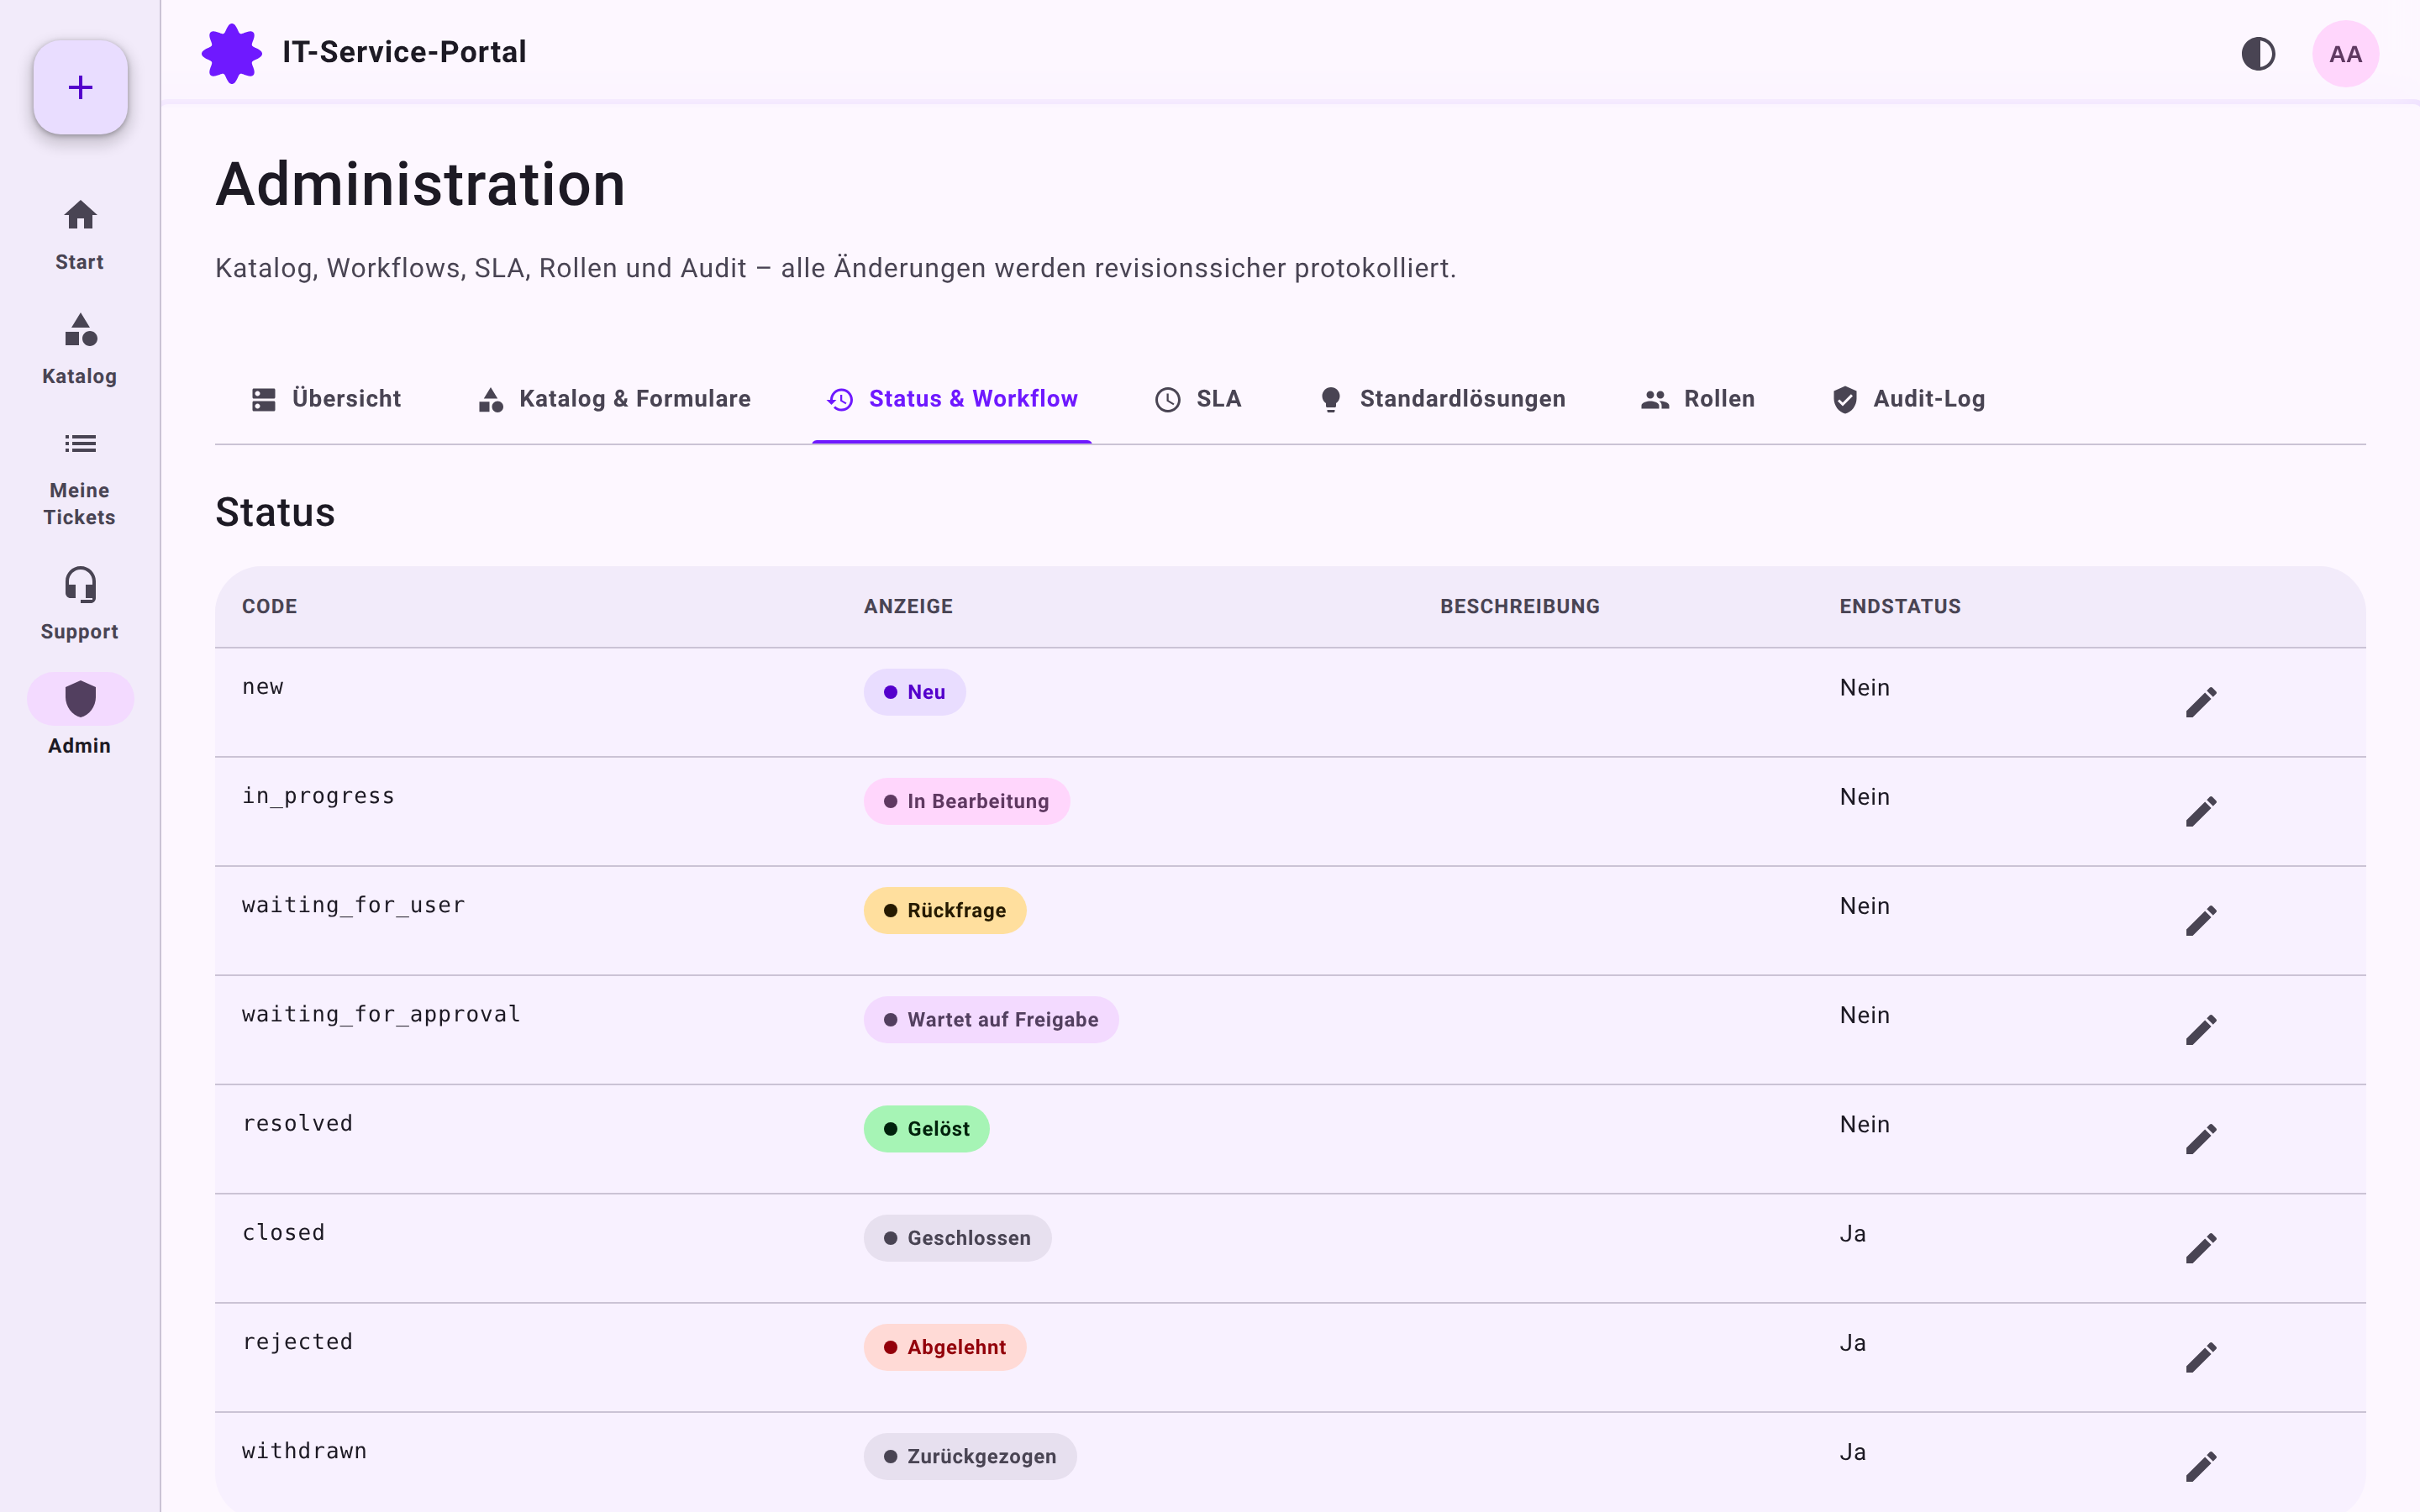 +
IT-Service-Portal
AA
Start
Katalog
Meine
Tickets
Support
Admin
Administration
Katalog, Workflows, SLA, Rollen und Audit – alle Änderungen werden revisionssicher protokolliert.
Übersicht Katalog & Formulare Status & Workflow SLA Standardlösungen Rollen Audit-Log
Status
CODE ANZEIGE BESCHREIBUNG ENDSTATUS
new Neu Nein
in_progress In Bearbeitung Nein
waiting_for_user Rückfrage Nein
waiting_for_approval Wartet auf Freigabe Nein
resolved Gelöst Nein
closed Geschlossen Ja
rejected Abgelehnt Ja
withdrawn Zurückgezogen Ja